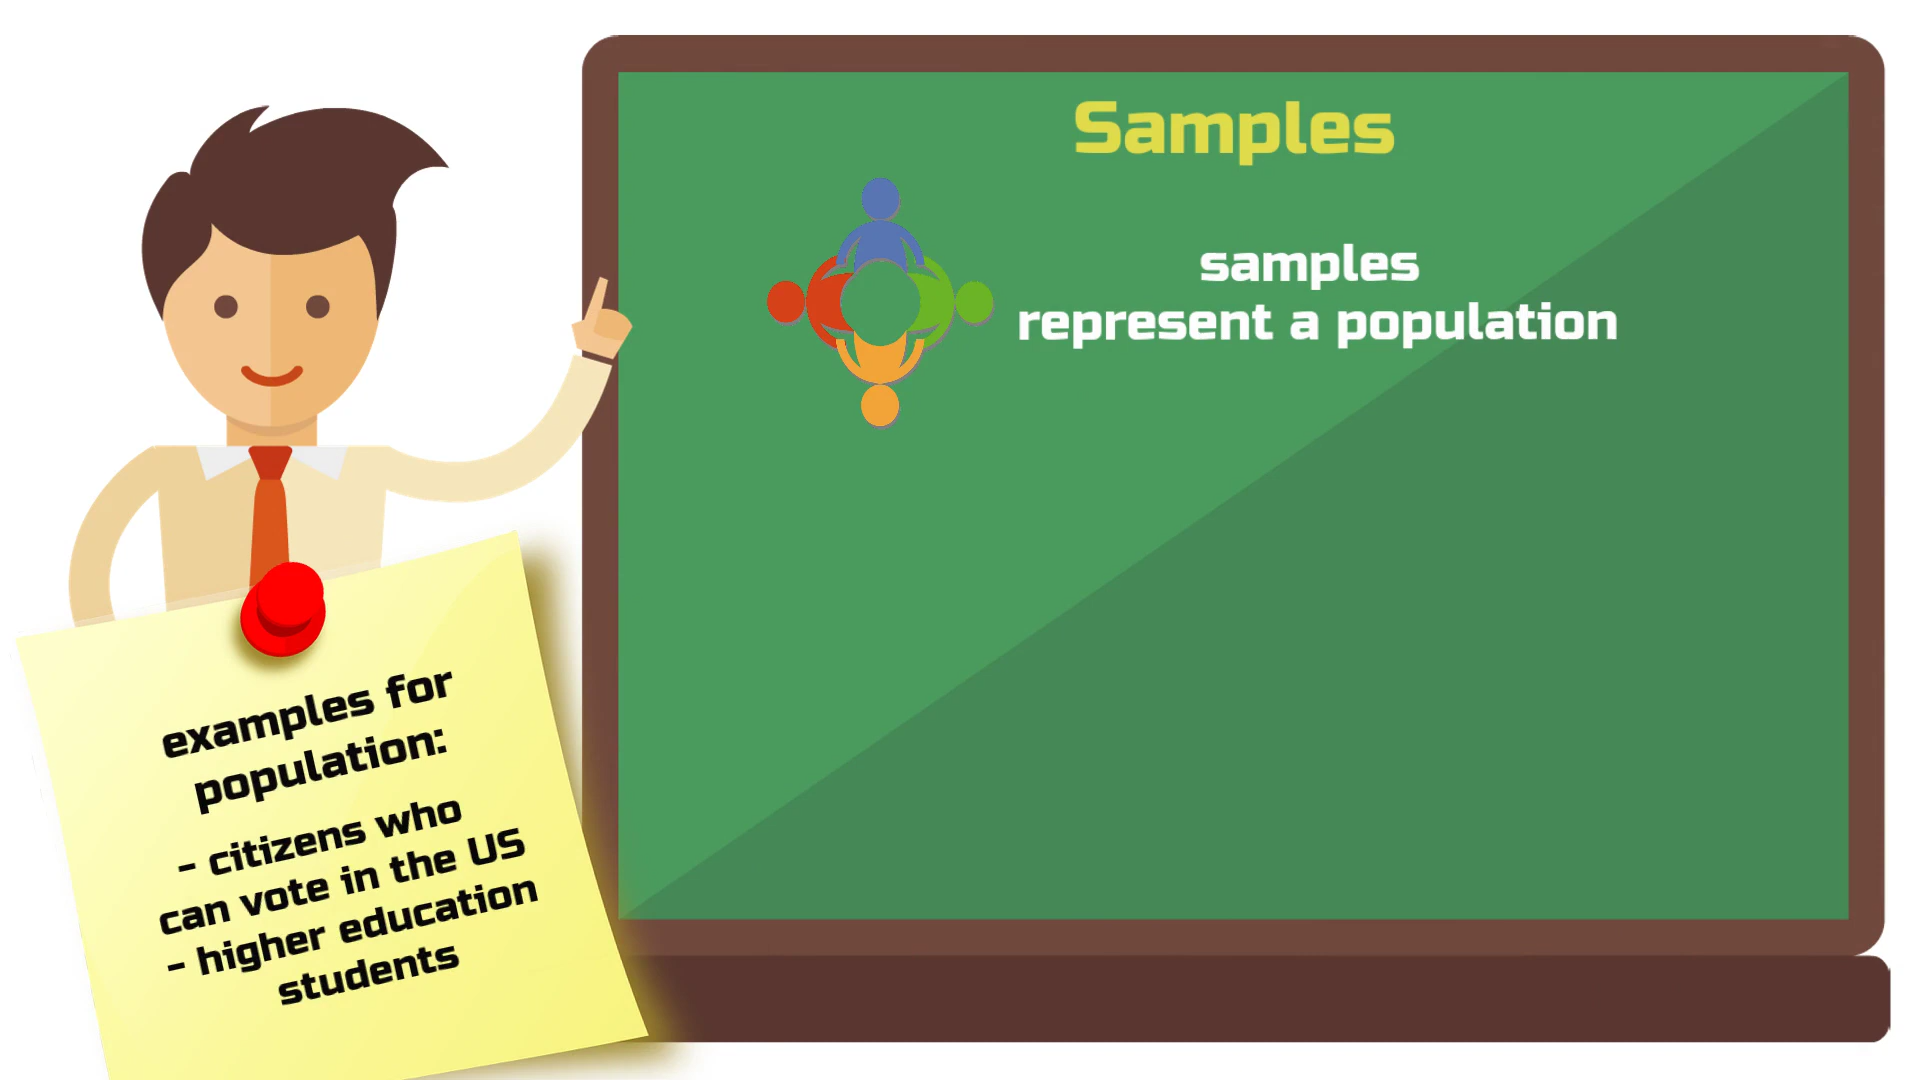 Samples
samples
represent a population
examples for
population:
- citizens who
can vote in the US
- higher education
students